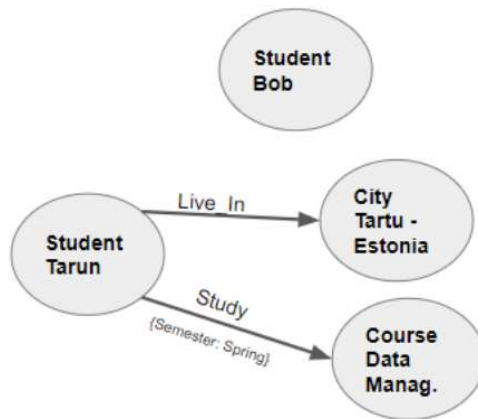 Student
Bob
Live_In
City
Tartu -
Estonia
Student
Tarun
Study
{Semester: Spring}
Course
Data
Manag.